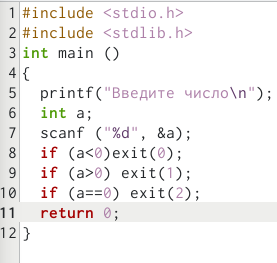 1 #include <stdio.h>
2 #include <stdlib.h>
3 int main ()
4 {
5   printf("Введите число\n");
6   int a;
7   scanf ("%d", &a);
8   if (a<0)exit(0);
9   if (a>0) exit(1);
10   if (a==0) exit(2);
11   return 0;
12 }